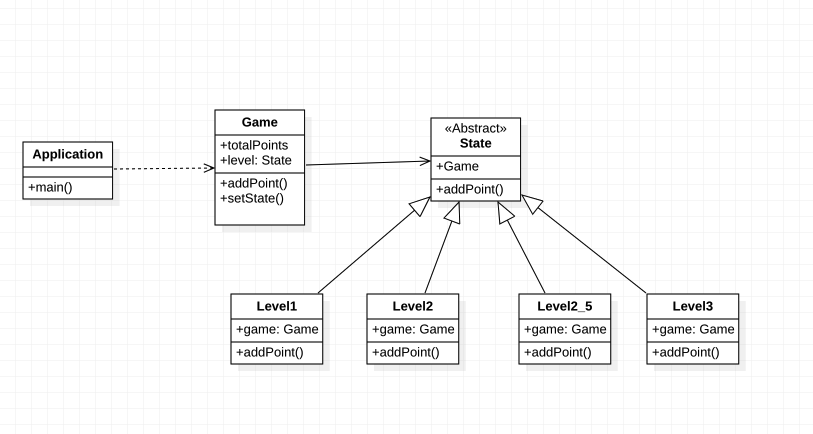 Application
+main()
Game
+totalPoints
+level: State
+addPoint()
+setState()
«Abstract»
State
+Game
+addPoint()
Level1
+game: Game
+addPoint()
Level2
+game: Game
+addPoint()
Level2_5
+game: Game
+addPoint()
Level3
+game: Game
+addPoint()